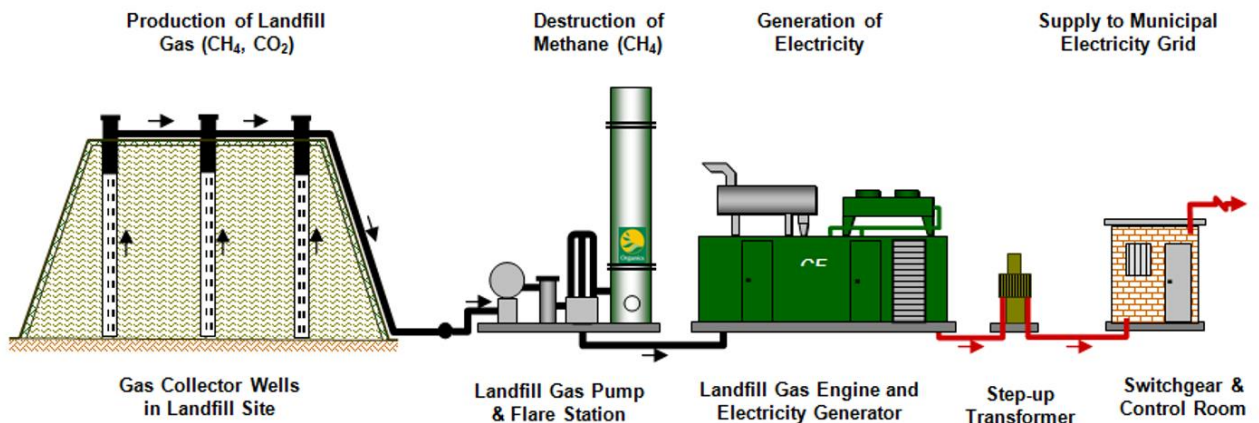 Production of Landfill
Gas (CH₄, CO₂)
Destruction of
Methane (CH₄)
Generation of
Electricity
Supply to Municipal
Electricity Grid
Organics
Gas Collector Wells
in Landfill Site
Landfill Gas Pump
& Flare Station
Landfill Gas Engine and
Electricity Generator
Step-up
Transformer
Switchgear &
Control Room